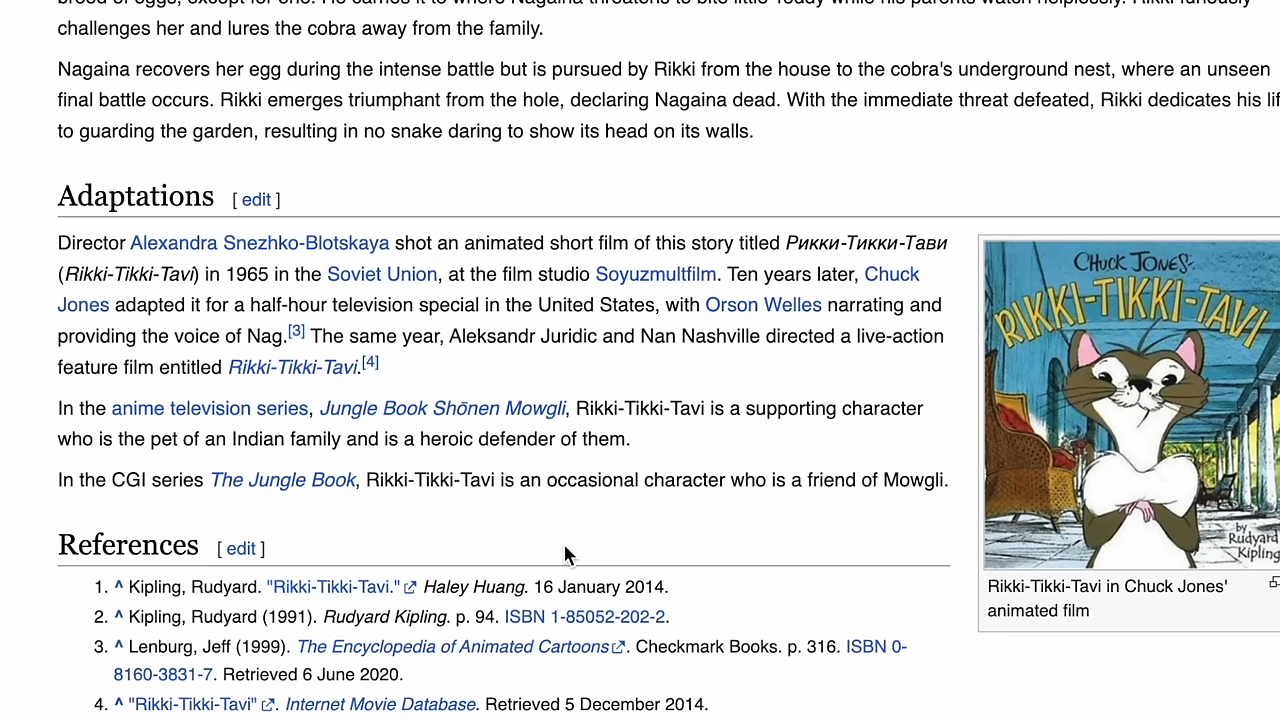 challenges her and lures the cobra away from the family.
Nagaina recovers her egg during the intense battle but is pursued by Rikki from the house to the cobra's underground nest, where an unseen
final battle occurs. Rikki emerges triumphant from the hole, declaring Nagaina dead. With the immediate threat defeated, Rikki dedicates his
to guarding the garden, resulting in no snake daring to show its head on its walls.
Adaptations [ edit ]
Director Alexandra Snezhko-Blotskaya shot an animated short film of this story titled Рикки-Тикки-Тави
(Rikki-Tikki-Tavi) in 1965 in the Soviet Union, at the film studio Soyuzmultfilm. Ten years later, Chuck
Jones adapted it for a half-hour television special in the United States, with Orson Welles narrating and
providing the voice of Nag.[3] The same year, Aleksandr Juridic and Nan Nashville directed a live-action
feature film entitled Rikki-Tikki-Tavi.[4]
In the anime television series, Jungle Book Shōnen Mowgli, Rikki-Tikki-Tavi is a supporting character
who is the pet of an Indian family and is a heroic defender of them.
In the CGI series The Jungle Book, Rikki-Tikki-Tavi is an occasional character who is a friend of Mowgli.
CHUCK JONES'
RIKKI-TIKKI-TAVI
by
Rudyard
Kipling
Rikki-Tikki-Tavi in Chuck Jones'
animated film
References [ edit ]
1. ^ Kipling, Rudyard. "Rikki-Tikki-Tavi." Haley Huang. 16 January 2014.
2. ^ Kipling, Rudyard (1991). Rudyard Kipling. p. 94. ISBN 1-85052-202-2.
3. ^ Lenburg, Jeff (1999). The Encyclopedia of Animated Cartoons. Checkmark Books. p. 316. ISBN 0-
8160-3831-7. Retrieved 6 June 2020.
4. ^ "Rikki-Tikki-Tavi". Internet Movie Database. Retrieved 5 December 2014.